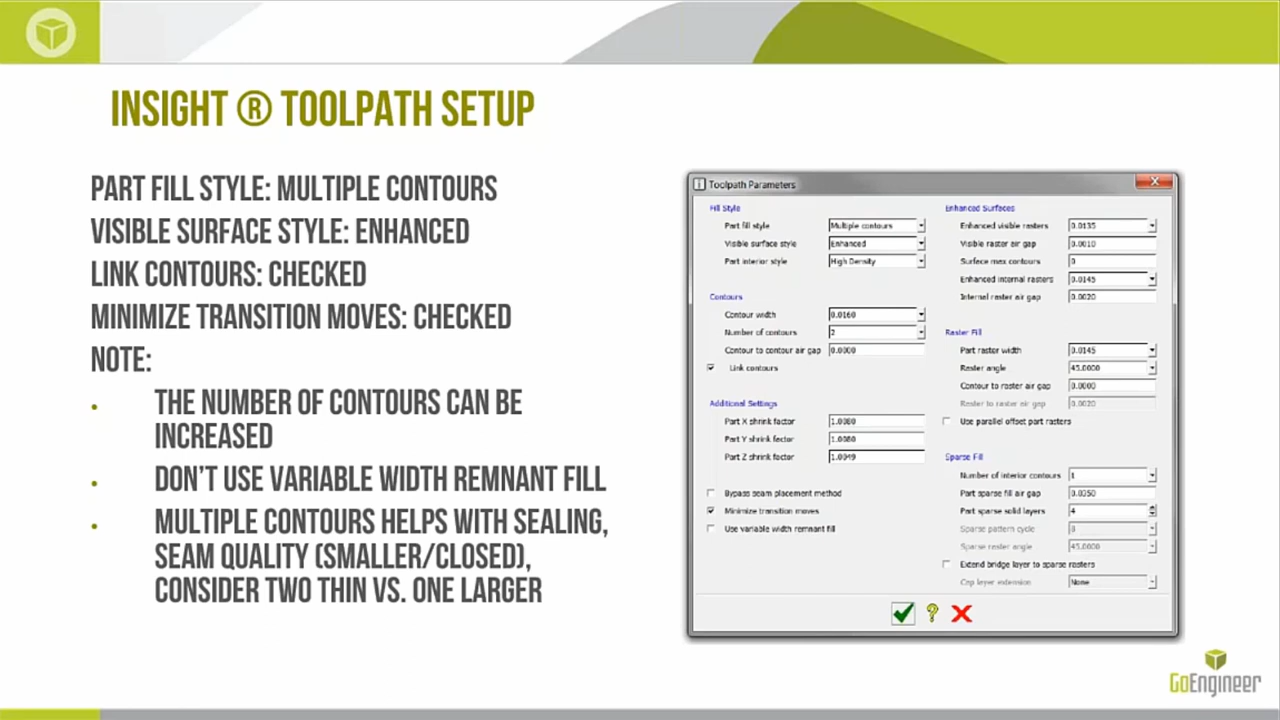 INSIGHT ® TOOLPATH SETUP
PART FILL STYLE: MULTIPLE CONTOURS
VISIBLE SURFACE STYLE: ENHANCED
LINK CONTOURS: CHECKED
MINIMIZE TRANSITION MOVES: CHECKED
NOTE:
• THE NUMBER OF CONTOURS CAN BE
INCREASED
• DON'T USE VARIABLE WIDTH REMNANT FILL
• MULTIPLE CONTOURS HELPS WITH SEALING,
SEAM QUALITY (SMALLER/CLOSED),
CONSIDER TWO THIN VS. ONE LARGER
Toolpath Parameters
Fill Style
Part fill style Multiple contours
Visible surface style Enhanced
Part interior style High Density
Contours
Contour width 0.0160
Number of contours 2
Contour to contour air gap 0.0000
Link contours
Additional Settings
Part X shrink factor 1.0080
Part Y shrink factor 1.0080
Part Z shrink factor 1.0049
Bypass seam placement method
Minimize transition moves
Use variable width remnant fill
Enhanced Surfaces
Enhanced visible rasters 0.0135
Visible raster air gap 0.0010
Surface max contours 0
Enhanced internal rasters 0.0145
Internal raster air gap 0.0020
Raster Fill
Part raster width 0.0145
Raster angle 45.0000
Contour to raster air gap 0.0000
Raster to raster air gap 0.0020
Use parallel offset part rasters
Sparse Fill
Number of interior contours 1
Part sparse fill air gap 0.0350
Part sparse solid layers 4
Sparse pattern cycle 8
Sparse raster angle 45.0000
Extend bridge layer to sparse rasters
Cap layer extension None
GoEngineer